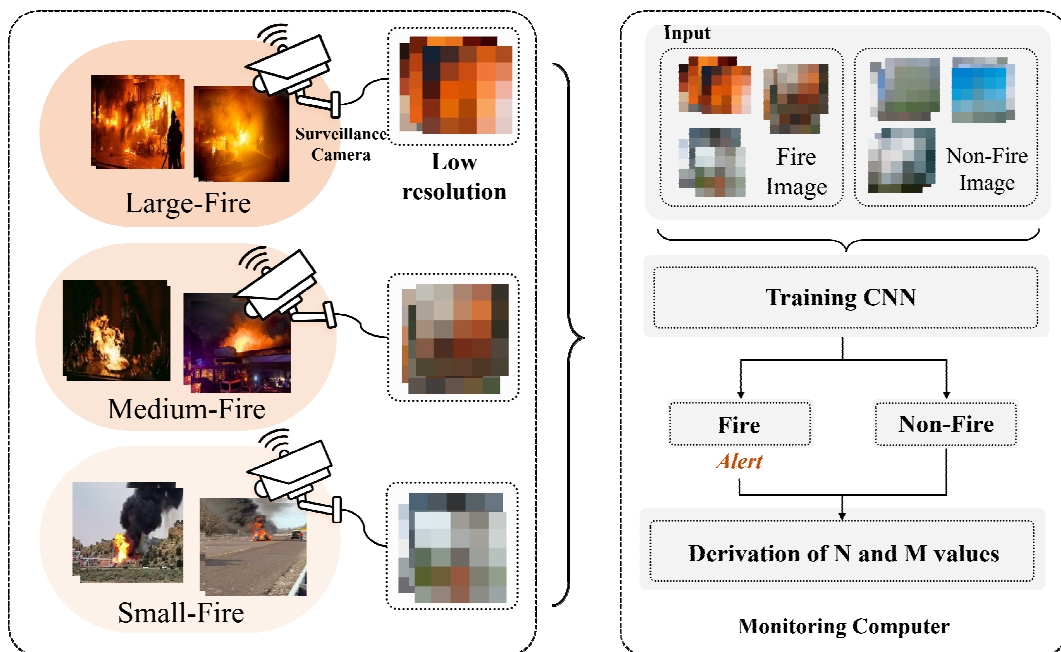 Surveillance
Camera
Low
resolution
Large-Fire
Medium-Fire
Small-Fire
Input
Fire
Image
Non-Fire
Image
Training CNN
Fire
Non-Fire
Alert
Derivation of N and M values
Monitoring Computer